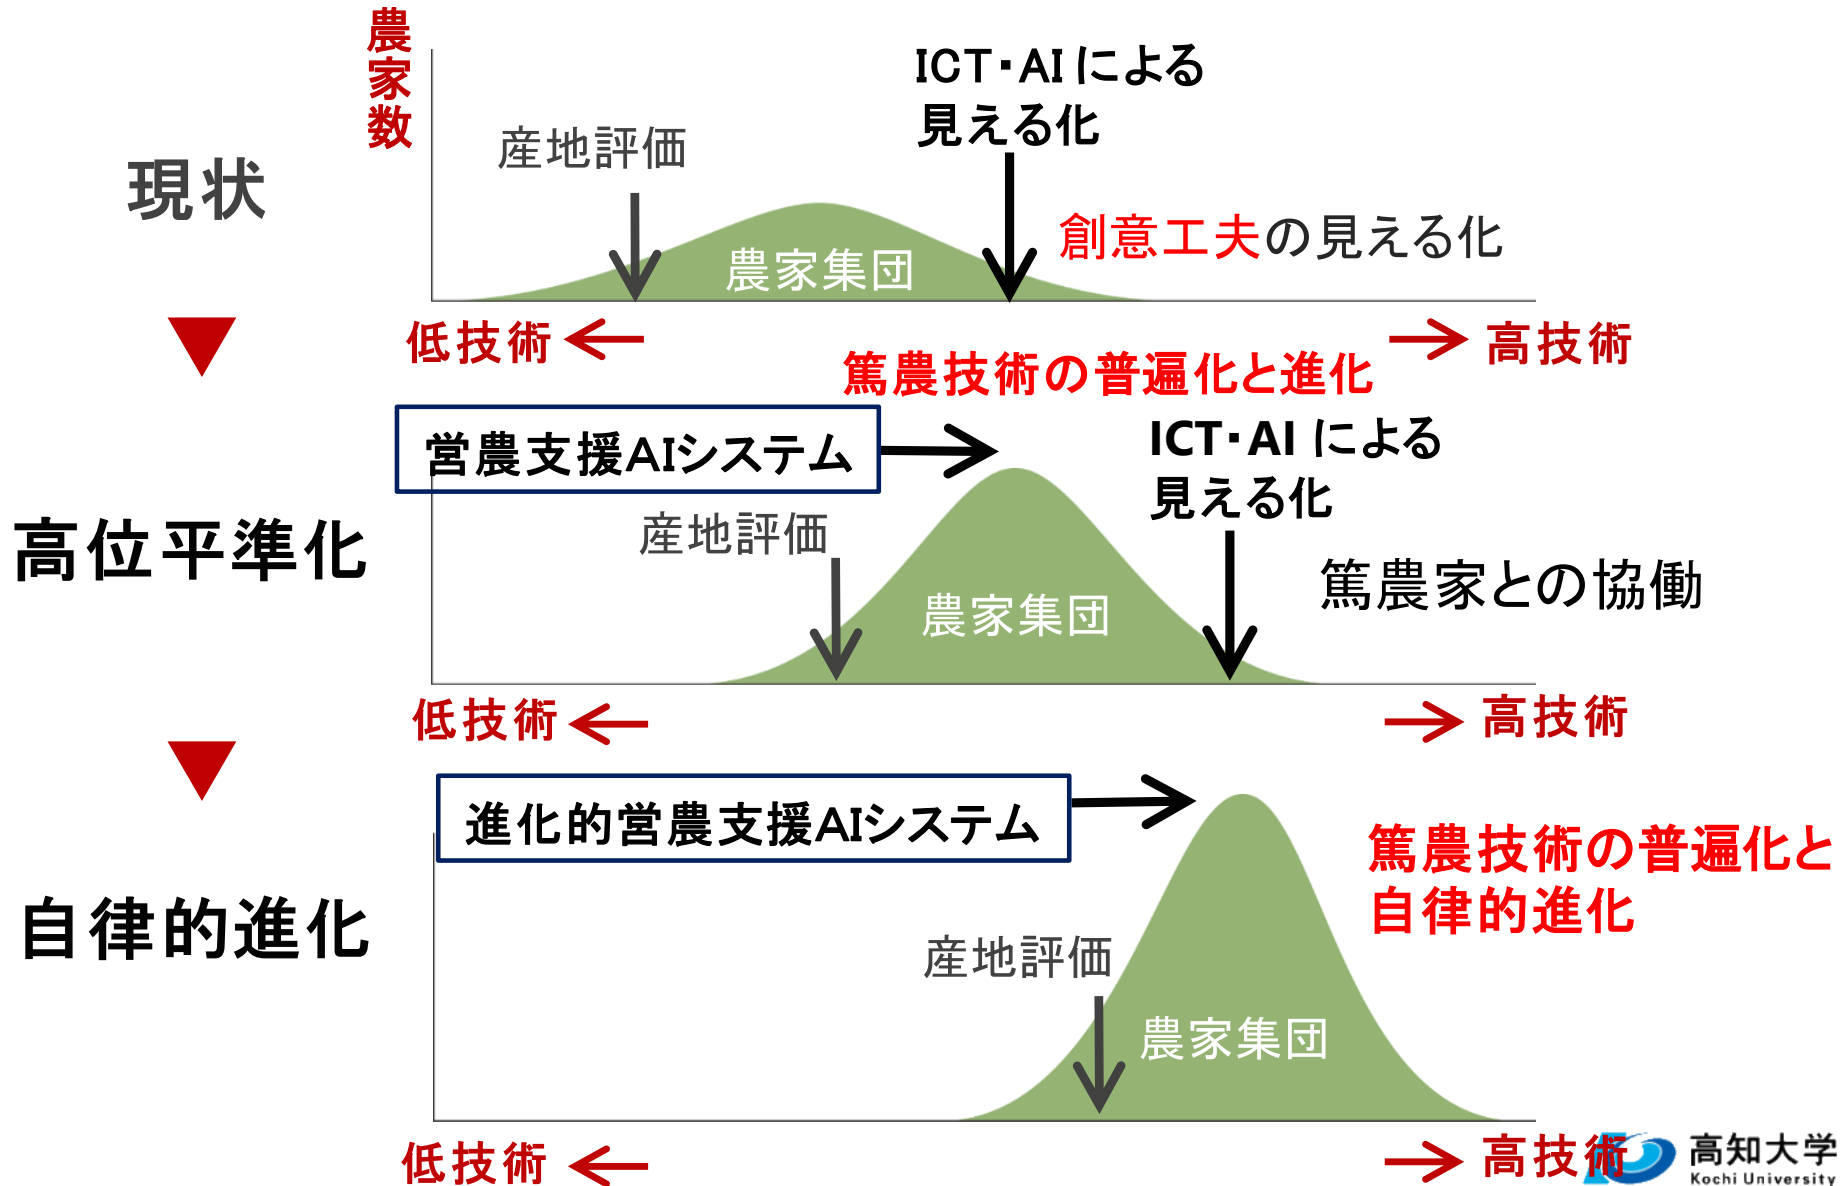 農家数
ICT・AI による
見える化
産地評価
現状
創意工夫の見える化
農家集団
低技術
高技術
篤農技術の普遍化と進化
営農支援AIシステム
ICT・AI による
見える化
産地評価
高位平準化
篤農家との協働
農家集団
低技術
高技術
進化的営農支援AIシステム
篤農技術の普遍化と
自律的進化
自律的進化
産地評価
農家集団
低技術
高技術
高知大学
Kochi University